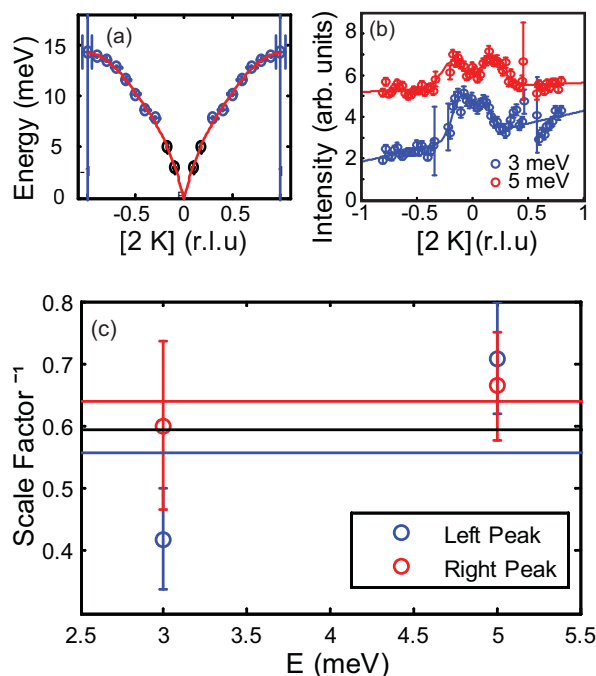 (a)
Energy (meV)
15
10
5
0
-0.5 0 0.5
[2 K] (r.l.u)
(b)
Intensity (arb. units)
8
6
4
2
0
3 meV
5 meV
-1 -0.5 0 0.5 1
[2 K] (r.l.u)
(c)
Scale Factor ⁻¹
0.8
0.7
0.6
0.5
0.4
Left Peak
Right Peak
2.5 3 3.5 4 4.5 5 5.5
E (meV)